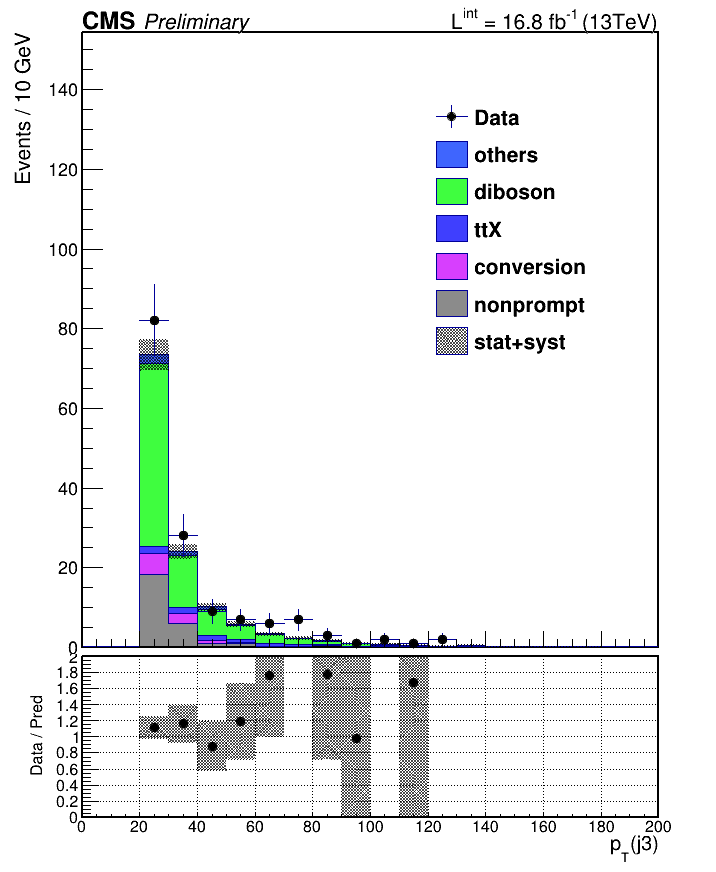 CMS Preliminary
L^int = 16.8 fb^-1 (13TeV)
Events / 10 GeV
140
120
100
80
60
40
20
0
Data
others
diboson
ttX
conversion
nonprompt
stat+syst
Data / Pred
2
1.8
1.6
1.4
1.2
1
0.8
0.6
0.4
0.2
0
0 20 40 60 80 100 120 140 160 180 200
p_T(j3)